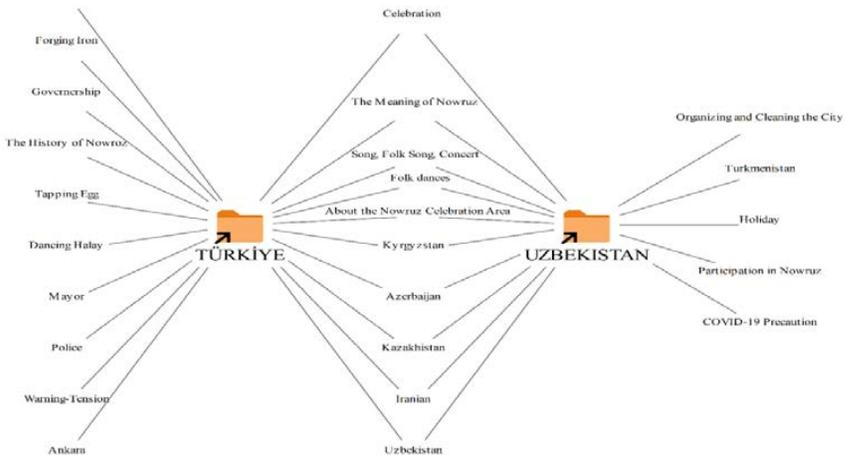 Celebration
Forging Iron
Governership
The Meaning of Nowruz
Organizing and Cleaning the City
The History of Nowroz
Song, Folk Song, Concert
Turkmenistan
Folk dances
Tapping Egg
About the Nowruz Celebration Area
Holiday
Dancing Halay
Kyrgyzstan
TÜRKİYE
UZBEKISTAN
Participation in Nowruz
Mayor
Azerbaijan
COVID-19 Precaution
Police
Kazakhistan
Warning-Tension
Iranian
Ankara
Uzbekistan